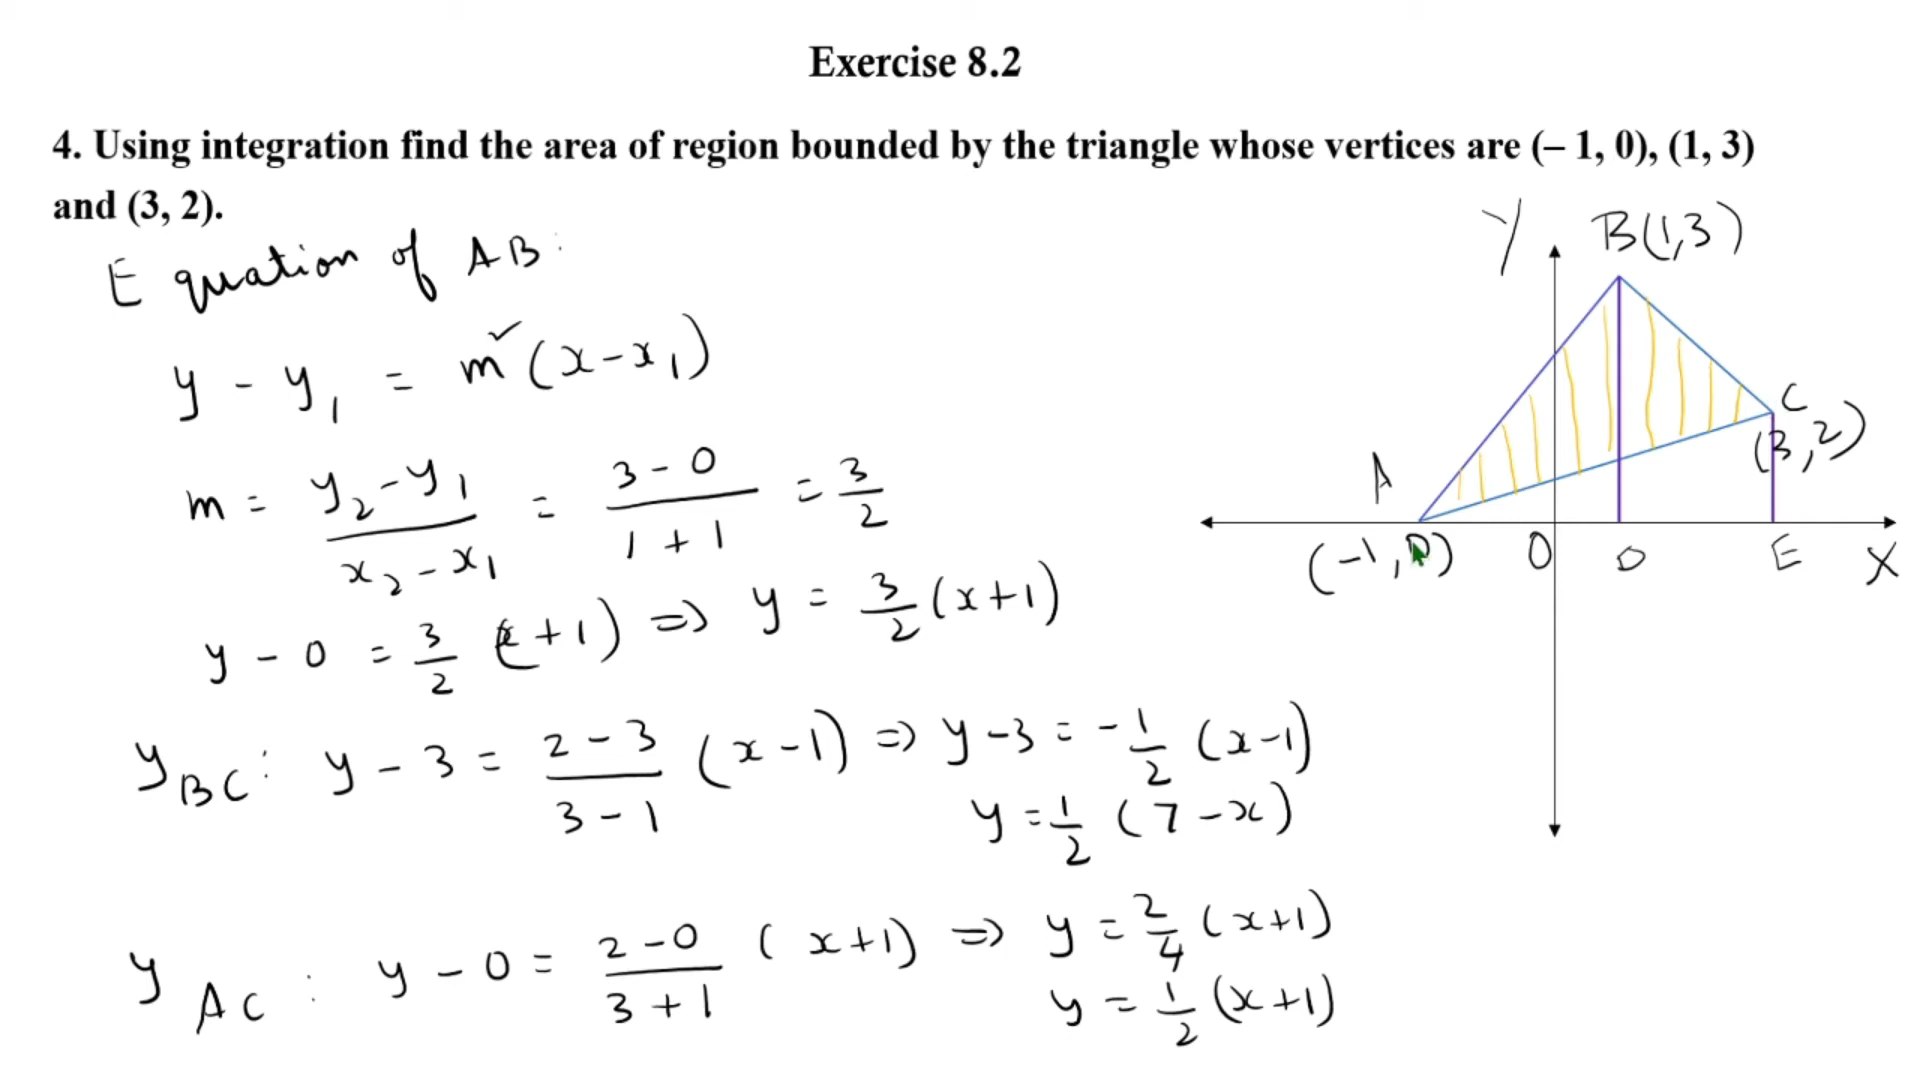 Exercise 8.2
4. Using integration find the area of region bounded by the triangle whose vertices are (– 1, 0), (1, 3)
and (3, 2).
Equation of AB:
y - y₁ = m(x-x₁)
m = (y₂-y₁)/(x₂-x₁) = (3-0)/(1+1) = 3/2
y - 0 = 3/2 (x+1) ⇒ y = 3/2 (x+1)
y_BC : y - 3 = (2-3)/(3-1) (x-1) ⇒ y-3 = -1/2 (x-1)
y = 1/2 (7-x)
y_AC : y - 0 = (2-0)/(3+1) (x+1) ⇒ y = 2/4 (x+1)
y = 1/2 (x+1)
Y
B(1,3)
C
(3,2)
A
(-1,0)
O
D
E
X